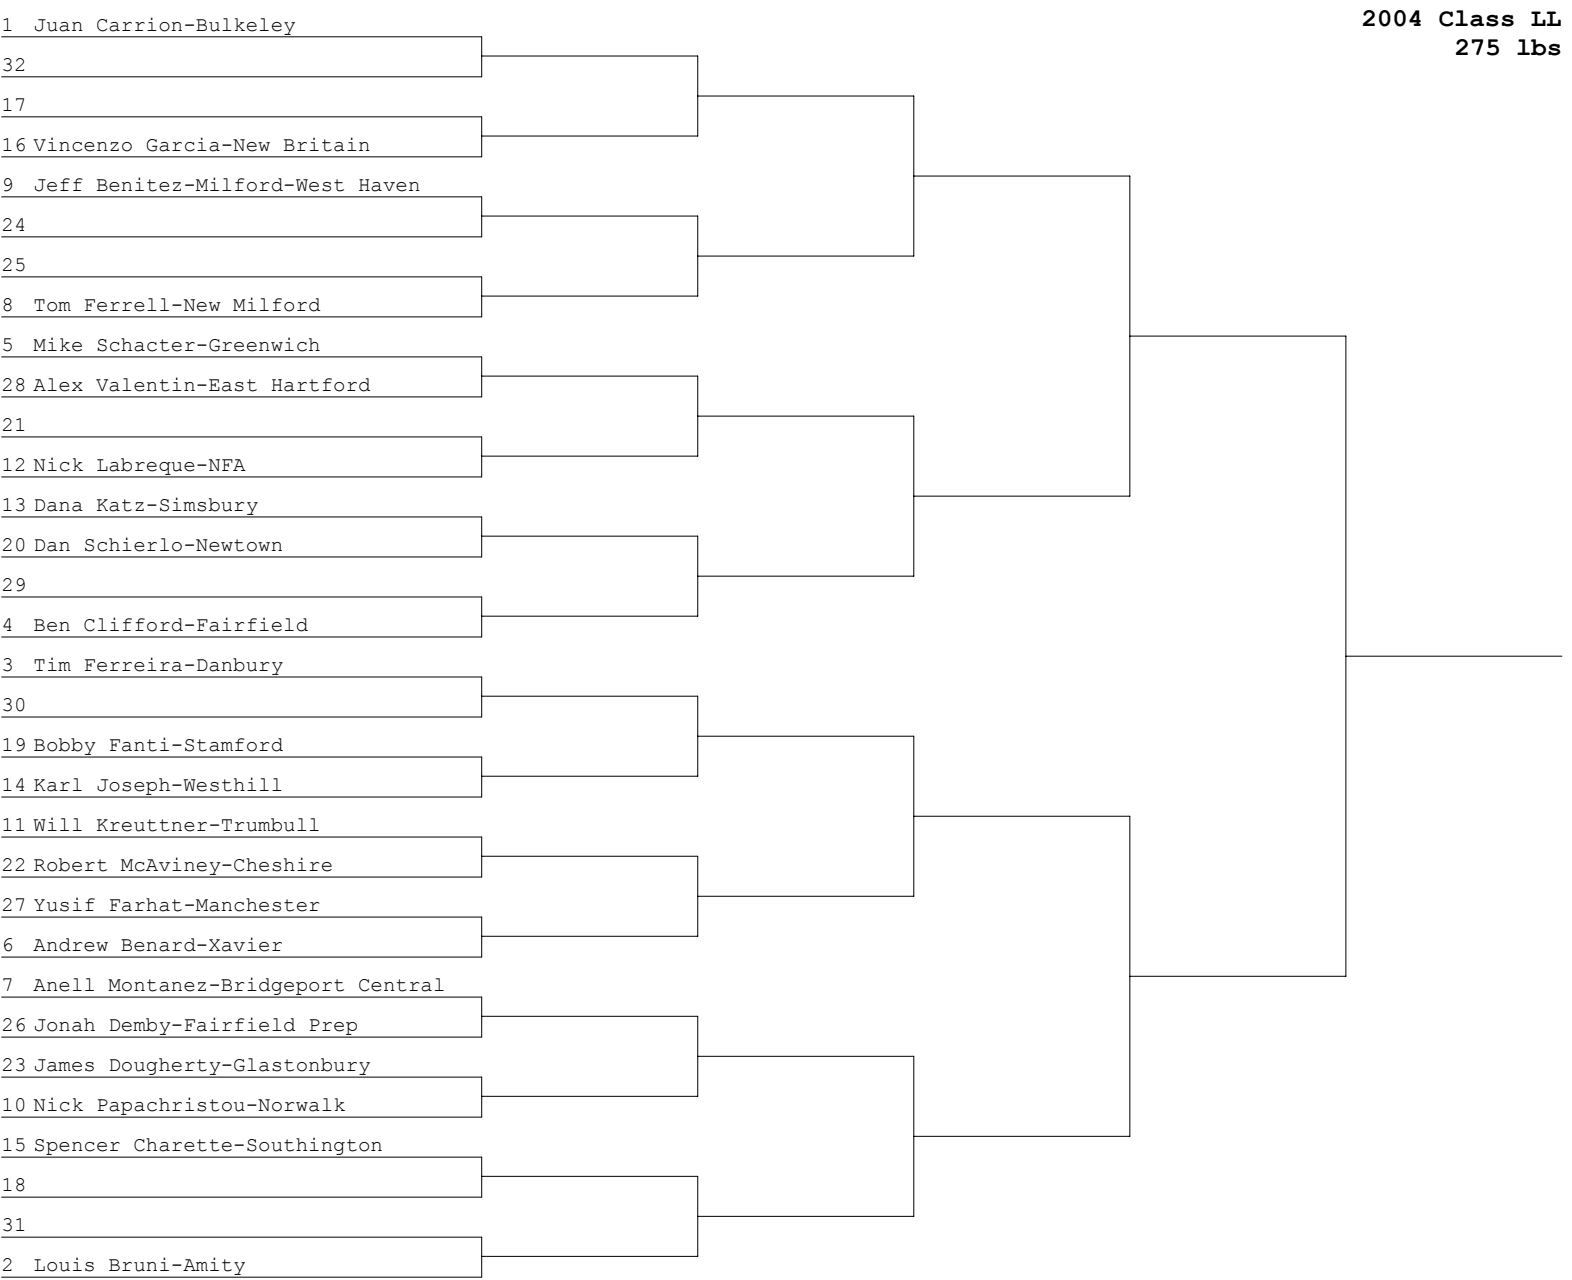 2004 Class LL
275 lbs
1 Juan Carrion-Bulkeley
32
17
16 Vincenzo Garcia-New Britain
9 Jeff Benitez-Milford-West Haven
24
25
8 Tom Ferrell-New Milford
5 Mike Schacter-Greenwich
28 Alex Valentin-East Hartford
21
12 Nick Labreque-NFA
13 Dana Katz-Simsbury
20 Dan Schierlo-Newtown
29
4 Ben Clifford-Fairfield
3 Tim Ferreira-Danbury
30
19 Bobby Fanti-Stamford
14 Karl Joseph-Westhill
11 Will Kreuttner-Trumbull
22 Robert McAviney-Cheshire
27 Yusif Farhat-Manchester
6 Andrew Benard-Xavier
7 Anell Montanez-Bridgeport Central
26 Jonah Demby-Fairfield Prep
23 James Dougherty-Glastonbury
10 Nick Papachristou-Norwalk
15 Spencer Charette-Southington
18
31
2 Louis Bruni-Amity